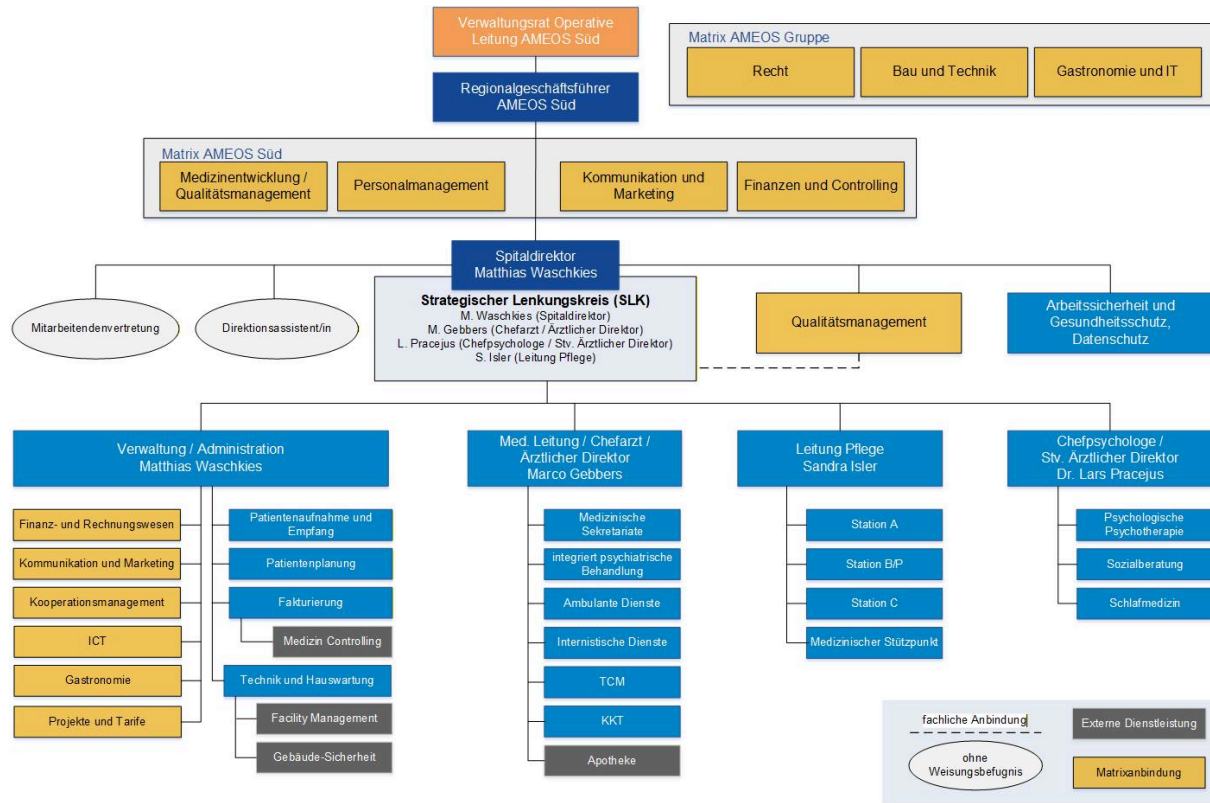 Verwaltungsrat Operative
Leitung AMEOS Süd
Matrix AMEOS Gruppe
Recht
Bau und Technik
Gastronomie und IT
Regionalgeschäftsführer
AMEOS Süd
Matrix AMEOS Süd
Medizinentwicklung /
Qualitätsmanagement
Personalmanagement
Kommunikation und
Marketing
Finanzen und Controlling
Spitaldirektor
Matthias Waschkies
Strategischer Lenkungskreis (SLK)
M. Waschkies (Spitaldirektor)
M. Gebbers (Chefarzt / Ärztlicher Direktor)
L. Pracejus (Chefpsychologe / Stv. Ärztlicher Direktor)
S. Isler (Leitung Pflege)
Mitarbeitendenvertretung
Direktionsassistent/in
Qualitätsmanagement
Arbeitssicherheit und
Gesundheitsschutz,
Datenschutz
Verwaltung / Administration
Matthias Waschkies
Finanz- und Rechnungswesen
Kommunikation und Marketing
Kooperationsmanagement
ICT
Gastronomie
Projekte und Tarife
Patientenaufnahme und
Empfang
Patientenplanung
Fakturierung
Medizin Controlling
Technik und Hauswartung
Facility Management
Gebäude-Sicherheit
Med. Leitung / Chefarzt /
Ärztlicher Direktor
Marco Gebbers
Medizinische
Sekretariate
integriert psychiatrische
Behandlung
Ambulante Dienste
Internistische Dienste
TCM
KKT
Apotheke
Leitung Pflege
Sandra Isler
Station A
Station B/P
Station C
Medizinischer Stützpunkt
Chefpsychologe /
Stv. Ärztlicher Direktor
Dr. Lars Pracejus
Psychologische
Psychotherapie
Sozialberatung
Schlafmedizin
fachliche Anbindung
Externe Dienstleistung
ohne
Weisungsbefugnis
Matrixanbindung